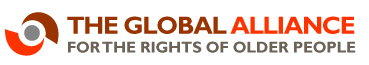 THE GLOBAL ALLIANCE
FOR THE RIGHTS OF OLDER PEOPLE